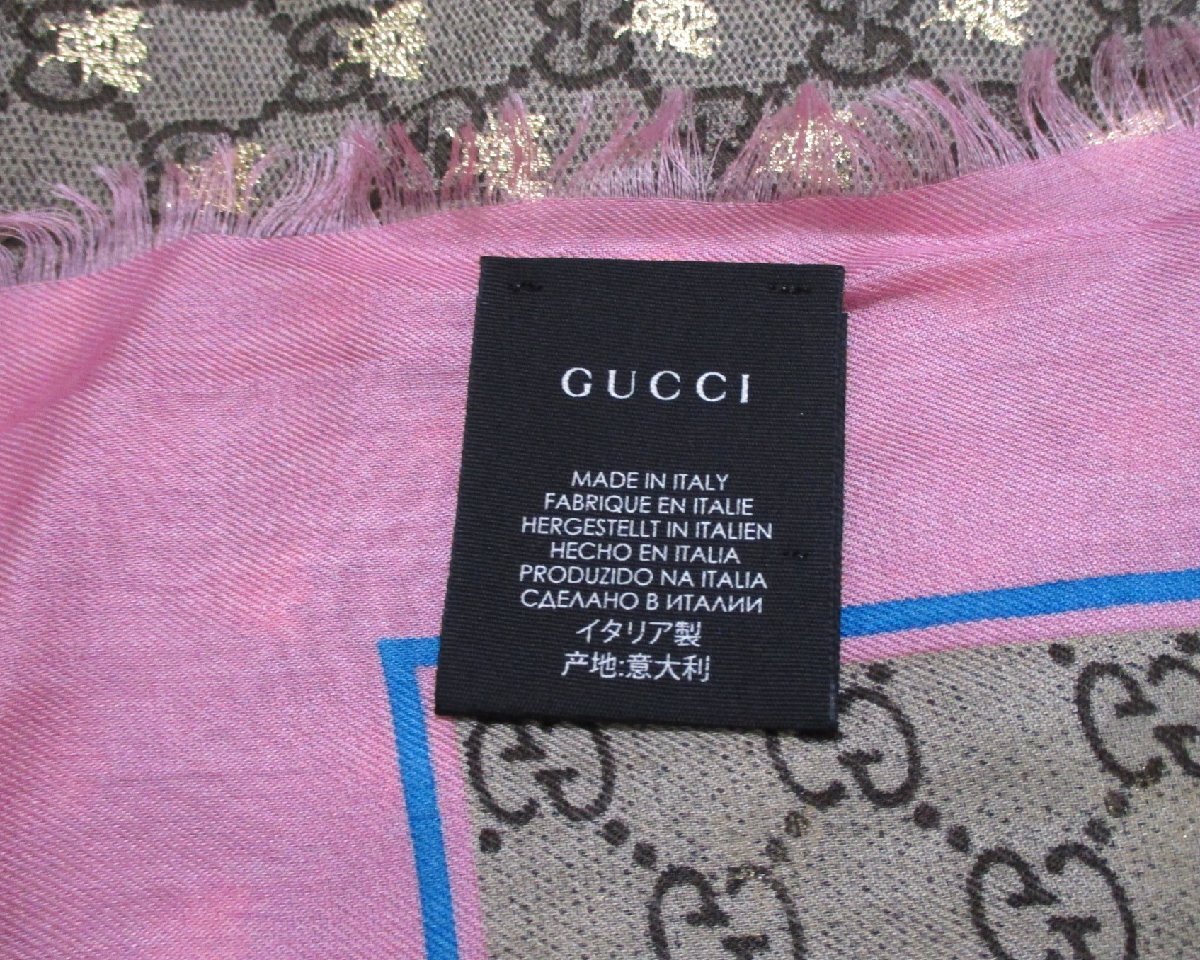 GUCCI
MADE IN ITALY
FABRIQUE EN ITALIE
HERGESTELLT IN ITALIEN
HECHO EN ITALIA
PRODUZIDO NA ITALIA
СДЕЛАНО В ИТАЛИИ
イタリア製
产地:意大利